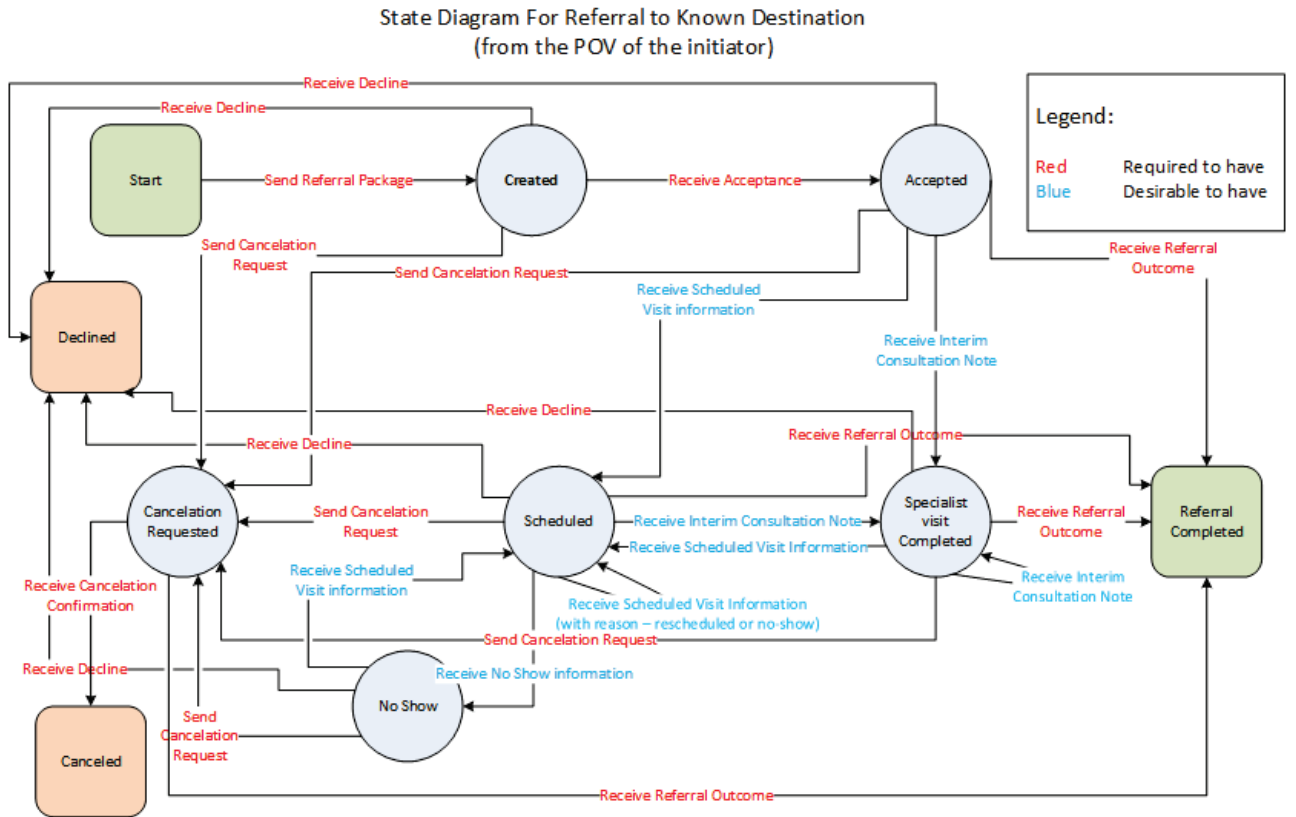 State Diagram For Referral to Known Destination
(from the POV of the initiator)
Receive Decline
Receive Decline
Legend:
Red Required to have
Blue Desirable to have
Start
Send Referral Package
Created
Receive Acceptance
Accepted
Send Cancelation
Request
Send Cancelation Request
Receive Referral
Outcome
Receive Scheduled
Visit information
Declined
Receive Interim
Consultation Note
Receive Decline
Receive Decline
Receive Referral Outcome
Cancelation
Requested
Send Cancelation
Request
Scheduled
Receive Interim Consultation Note
Receive Scheduled Visit Information
Specialist
visit
Completed
Receive Referral
Outcome
Referral
Completed
Receive Scheduled
Visit information
Receive Interim
Consultation Note
Receive Cancelation
Confirmation
Receive Scheduled Visit Information
(with reason – rescheduled or no-show)
Send Cancelation Request
Receive Decline
Receive No Show information
No Show
Send
Cancelation
Request
Canceled
Receive Referral Outcome